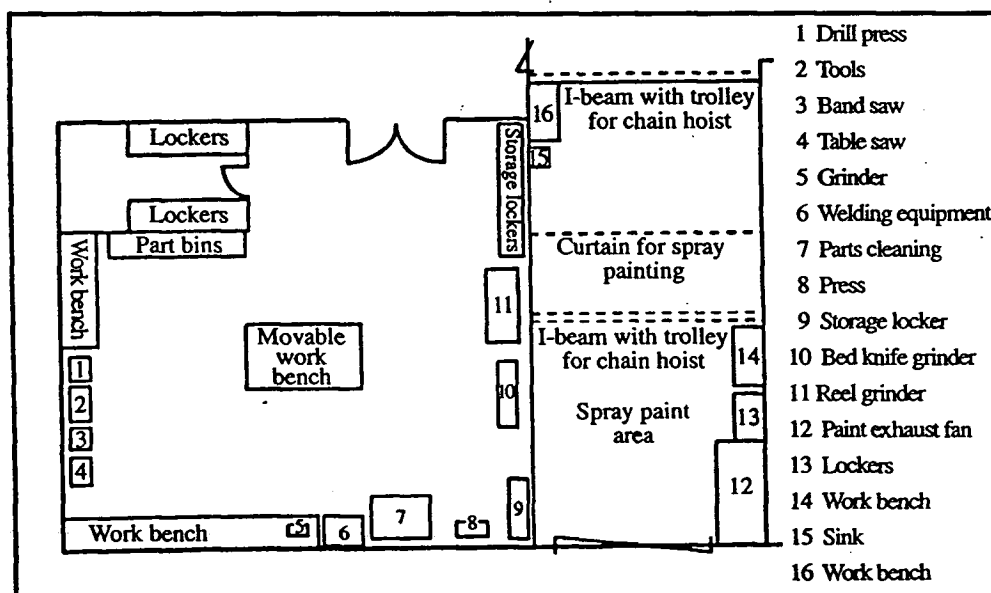 Lockers
Lockers
Part bins
Work bench
1
2
3
4
Movable
work
bench
Storage lockers
11
10
9
Work bench
5
6
7
8
16
15
I-beam with trolley
for chain hoist
Curtain for spray
painting
I-beam with trolley
for chain hoist
Spray paint
area
14
13
12
1 Drill press
2 Tools
3 Band saw
4 Table saw
5 Grinder
6 Welding equipment
7 Parts cleaning
8 Press
9 Storage locker
10 Bed knife grinder
11 Reel grinder
12 Paint exhaust fan
13 Lockers
14 Work bench
15 Sink
16 Work bench